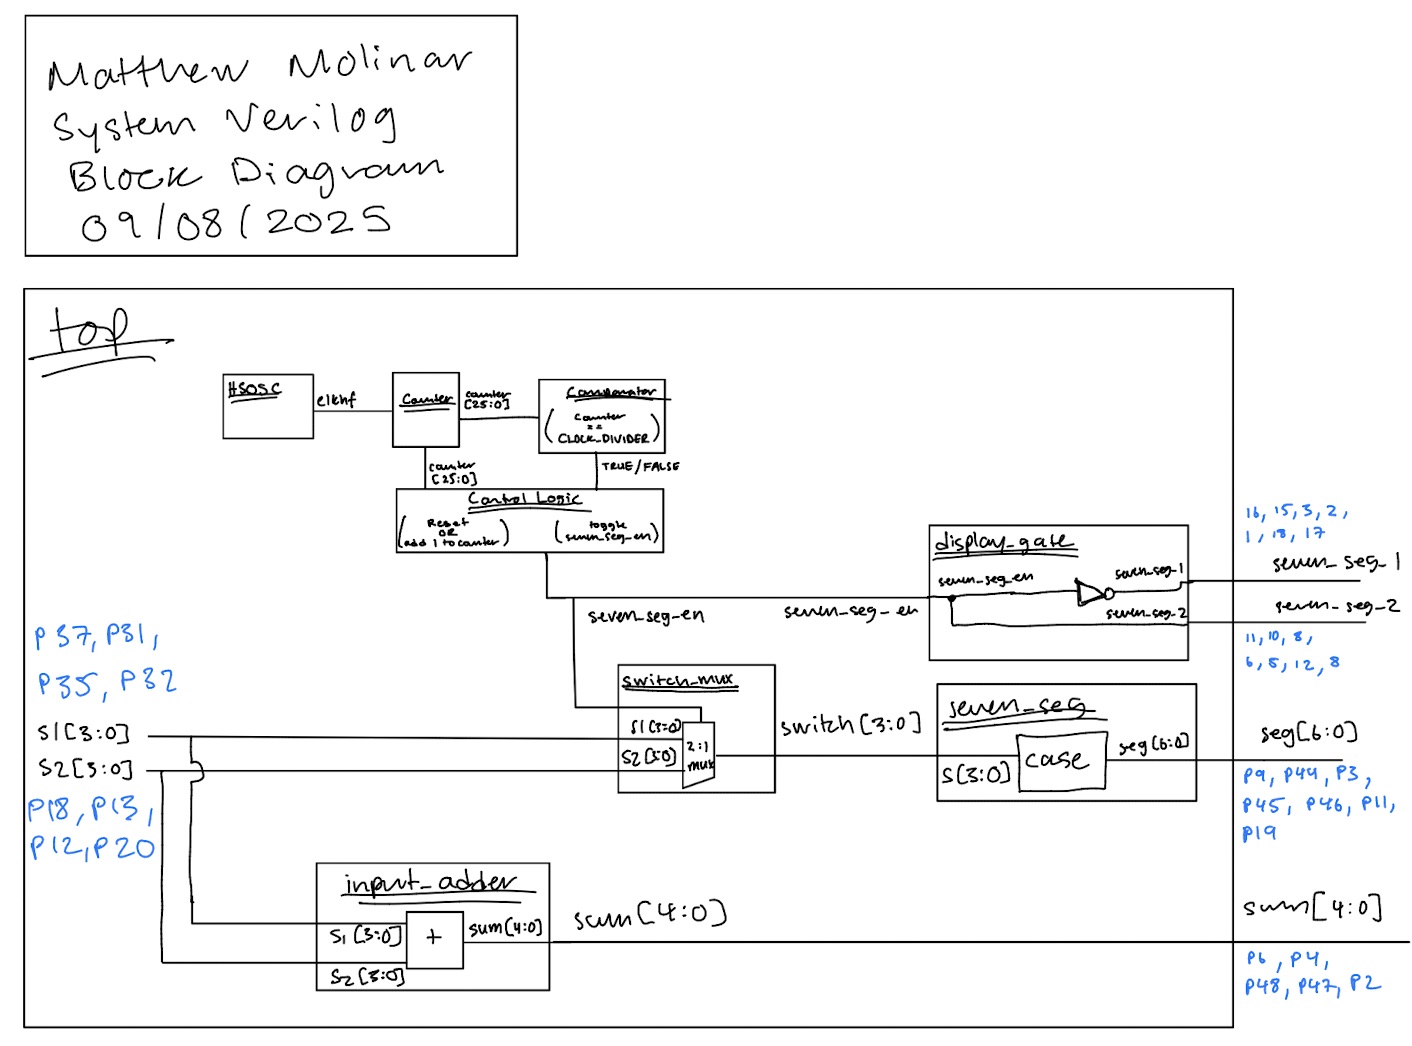 Matthew Molinar
System Verilog
Block Diagram
09/08/2025
top
HSOSC
clkhf
Counter
counter
[25:0]
Comparator
(counter
==
CLOCK_DIVIDER)
counter
[25:0]
TRUE/FALSE
Control Logic
(Reset
OR
add 1 to counter)
(toggle
seven_seg_en)
seven_seg_en
seven_seg_en
display_gate
seven_seg_en
seven_seg_1
seven_seg_2
16, 15, 3, 2,
1, 18, 17
seven_seg_1
seven_seg_2
11, 10, 8,
6, 5, 12, 8
P37, P31,
P35, P32
S1[3:0]
S2[3:0]
P18, P13,
P12, P20
switch_mux
S1[3:0]
S2[3:0]
2:1
mux
switch[3:0]
seven_seg
S[3:0]
case
seg[6:0]
seg[6:0]
P9, P44, P3,
P45, P46, P11,
P19
input_adder
S1[3:0]
S2[3:0]
+
sum[4:0]
sum[4:0]
sum[4:0]
P6, P4,
P48, P47, P2